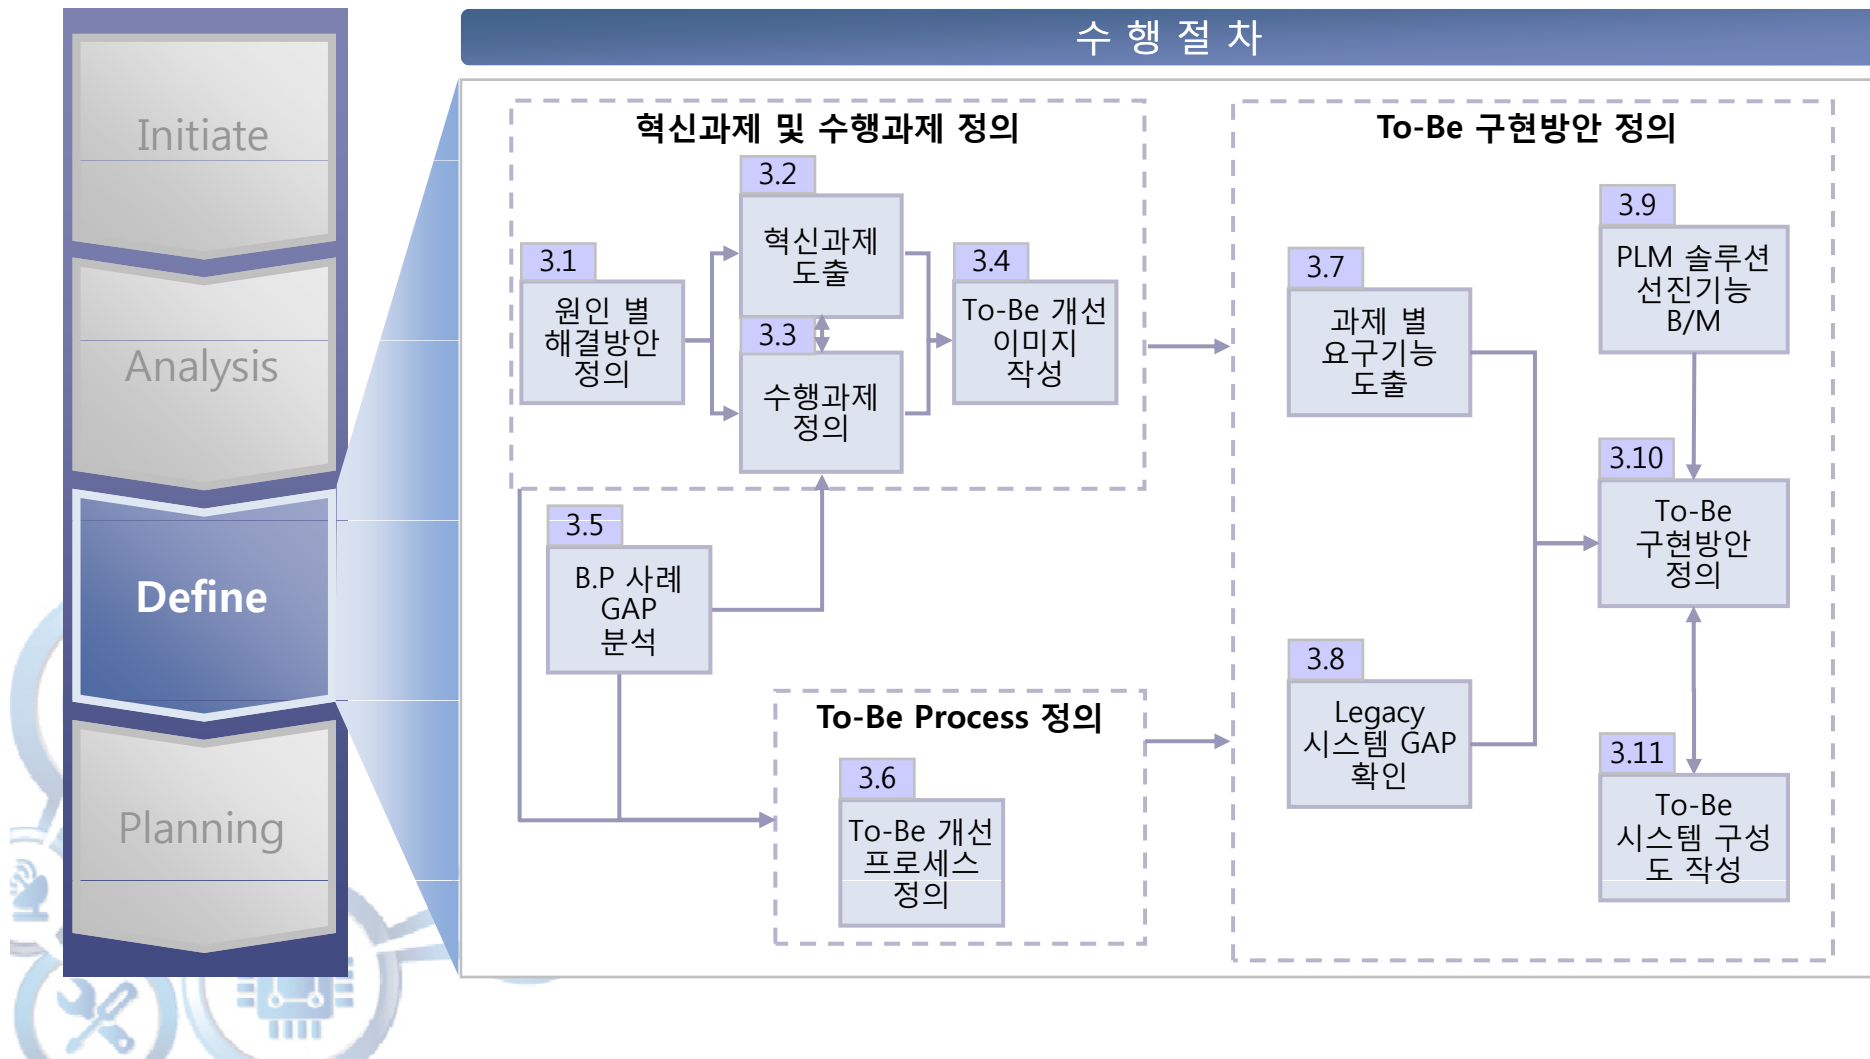 수행절차
Initiate
Analysis
Define
Planning
혁신과제 및 수행과제 정의
3.1
원인 별
해결방안
정의
3.2
혁신과제
도출
3.3
수행과제
정의
3.4
To-Be 개선
이미지
작성
3.5
B.P 사례
GAP
분석
To-Be Process 정의
3.6
To-Be 개선
프로세스
정의
To-Be 구현방안 정의
3.7
과제 별
요구기능
도출
3.8
Legacy
시스템 GAP
확인
3.9
PLM 솔루션
선진기능
B/M
3.10
To-Be
구현방안
정의
3.11
To-Be
시스템 구성
도 작성